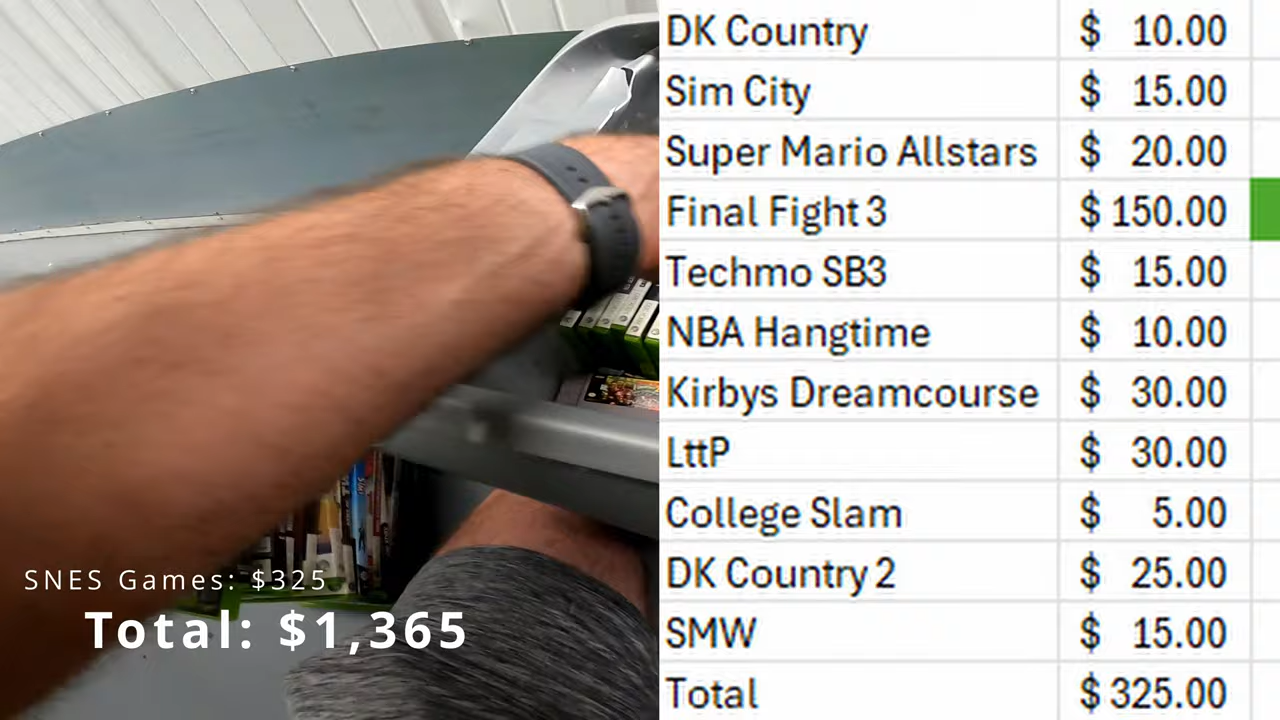 SNES Games: $325
Total: $1,365
DK Country $ 10.00
Sim City $ 15.00
Super Mario Allstars $ 20.00
Final Fight 3 $ 150.00
Techmo SB3 $ 15.00
NBA Hangtime $ 10.00
Kirbys Dreamcourse $ 30.00
LttP $ 30.00
College Slam $ 5.00
DK Country 2 $ 25.00
SMW $ 15.00
Total $ 325.00